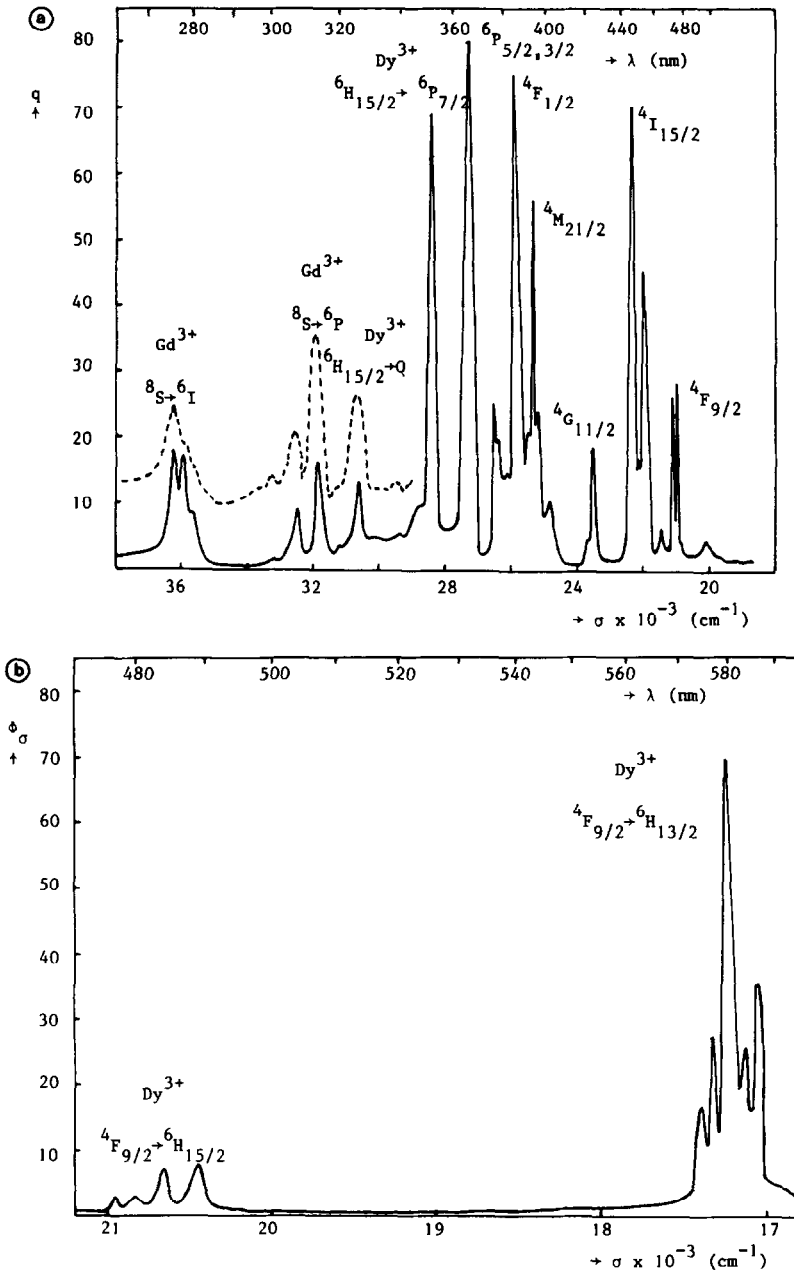 a
280 300 320 360 400 440 480
→ λ (nm)
80
q
↑
70
60
50
40
30
20
10
Dy3+
6H15/2 → 6P7/2
6P5/2,3/2
4F1/2
4I15/2
4M21/2
Gd3+
8S→6P
Dy3+
6H15/2→Q
Gd3+
8S→6I
4G11/2
4F9/2
36 32 28 24 20
→ σ x 10-3 (cm-1)
b
480 500 520 540 560 580
→ λ (nm)
80
Φσ
↑
70
60
50
40
30
20
10
Dy3+
4F9/2→6H13/2
Dy3+
4F9/2→6H15/2
21 20 19 18 17
→ σ x 10-3 (cm-1)